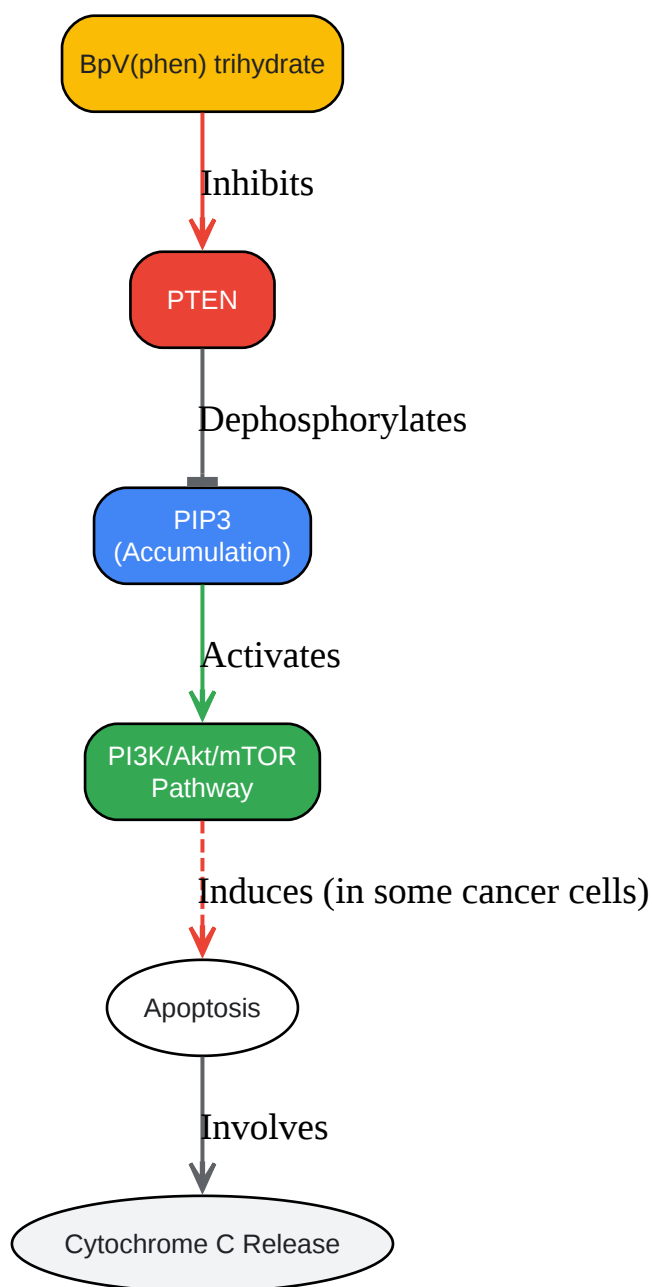 BpV(phen) trihydrate
Inhibits
PTEN
Dephosphorylates
PIP3
(Accumulation)
Activates
PI3K/Akt/mTOR
Pathway
Induces (in some cancer cells)
Apoptosis
Involves
Cytochrome C Release